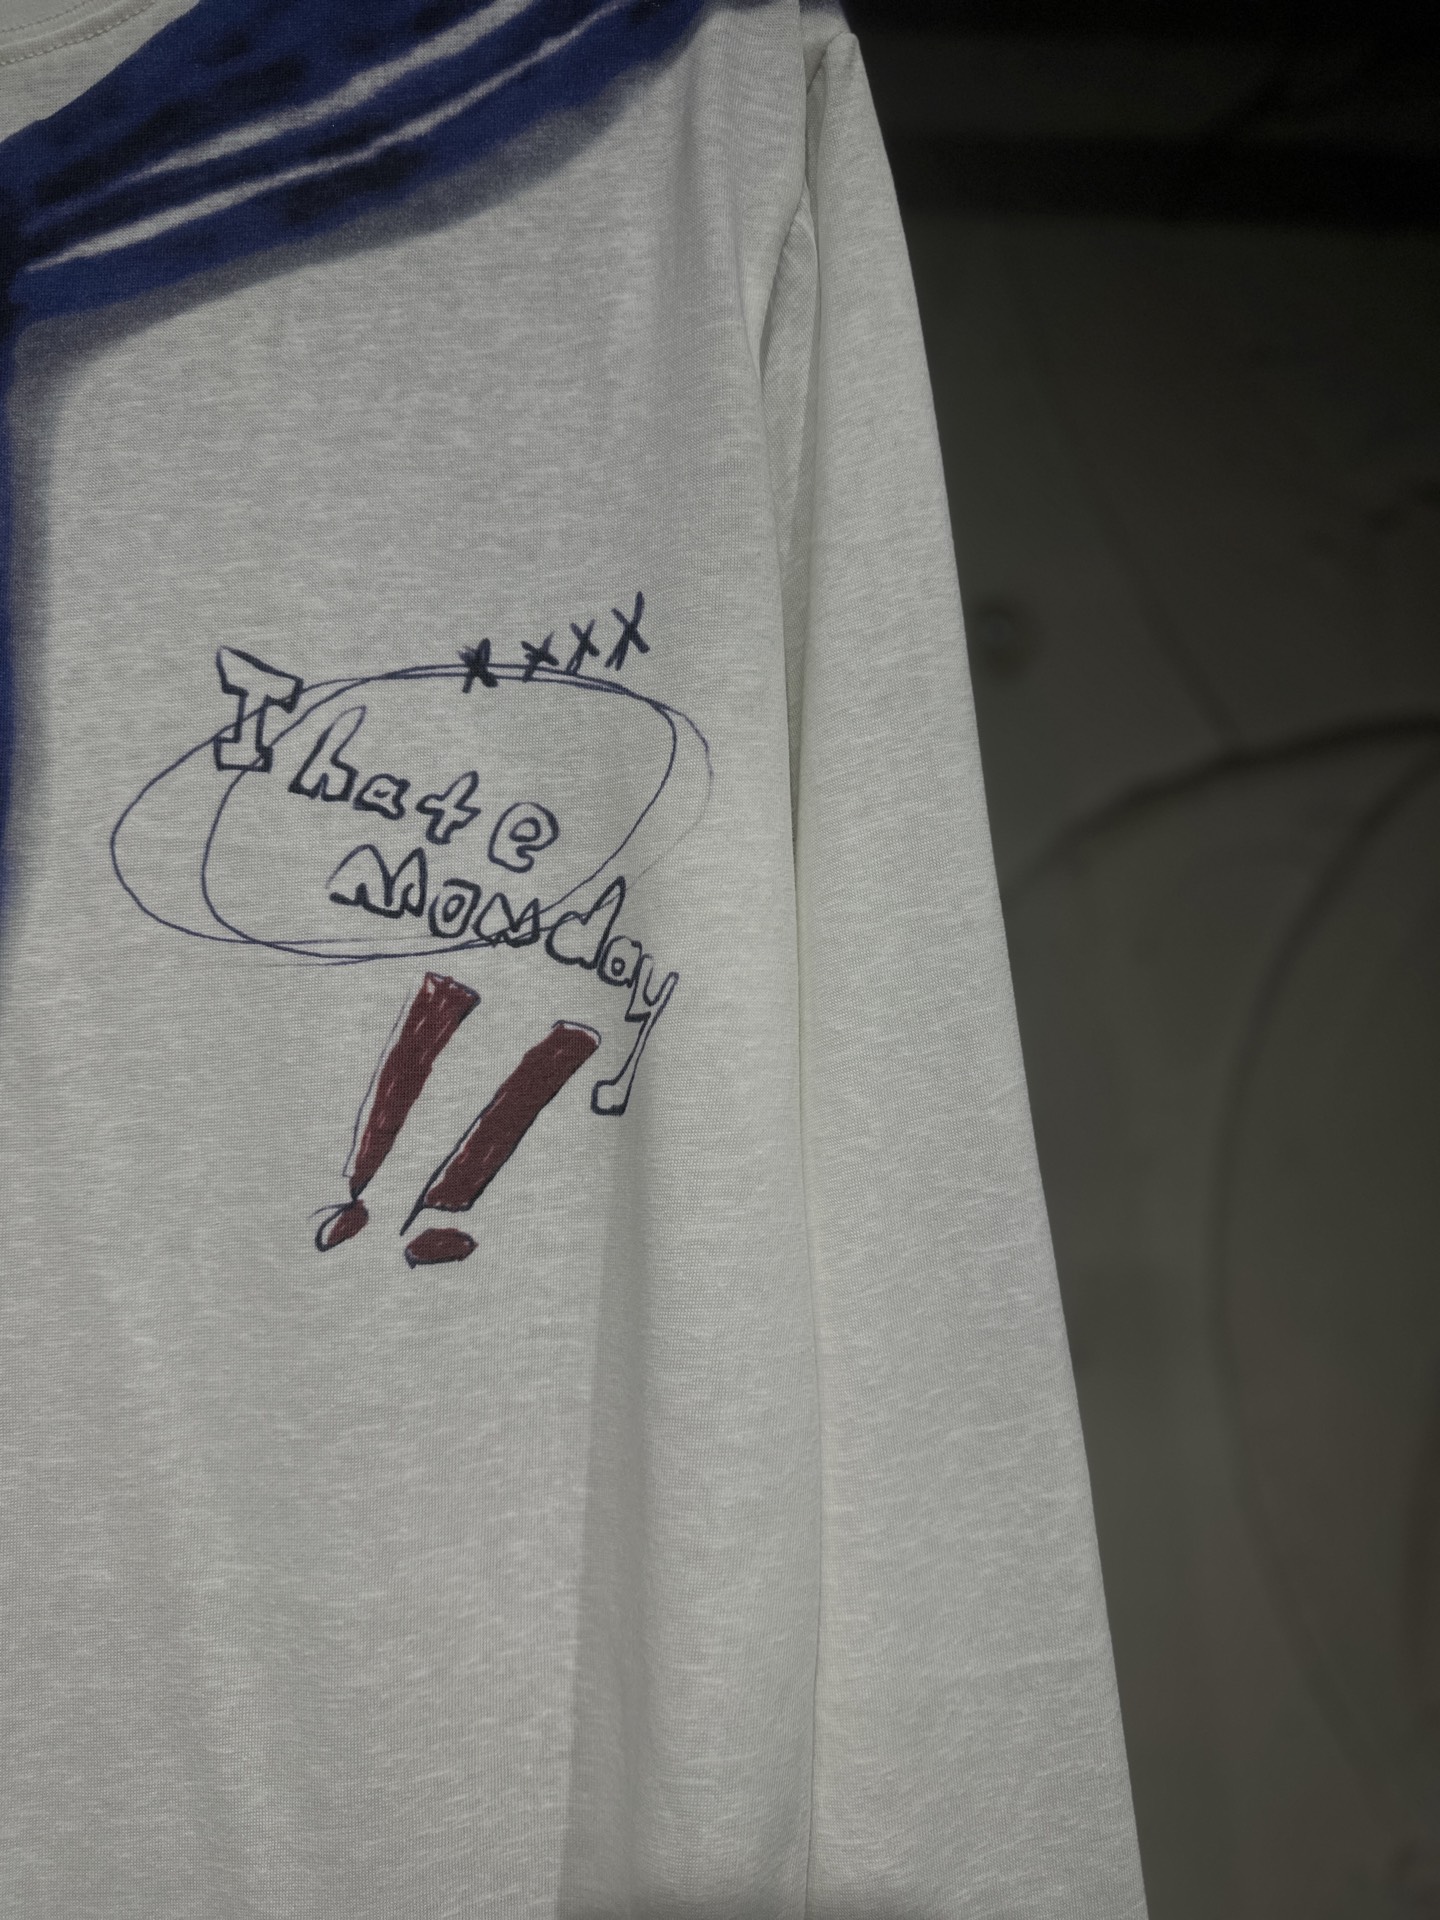 xxxx
I hate
Monday
!!